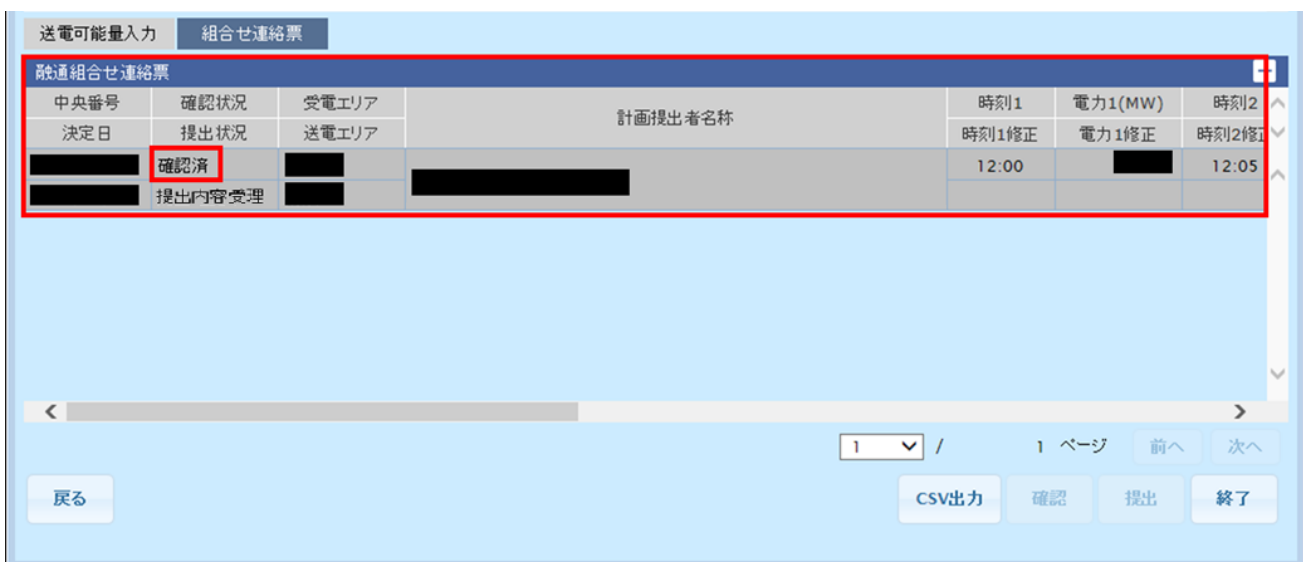 送電可能量入力 組合せ連絡票
融通組合せ連絡票
中央番号 確認状況 受電エリア 計画提出者名称 時刻1 電力1(MW) 時刻2
決定日 提出状況 送電エリア 時刻1修正 電力1修正 時刻2修正
確認済 12:00 12:05
提出内容受理
1 / 1 ページ 前へ 次へ
戻る CSV出力 確認 提出 終了